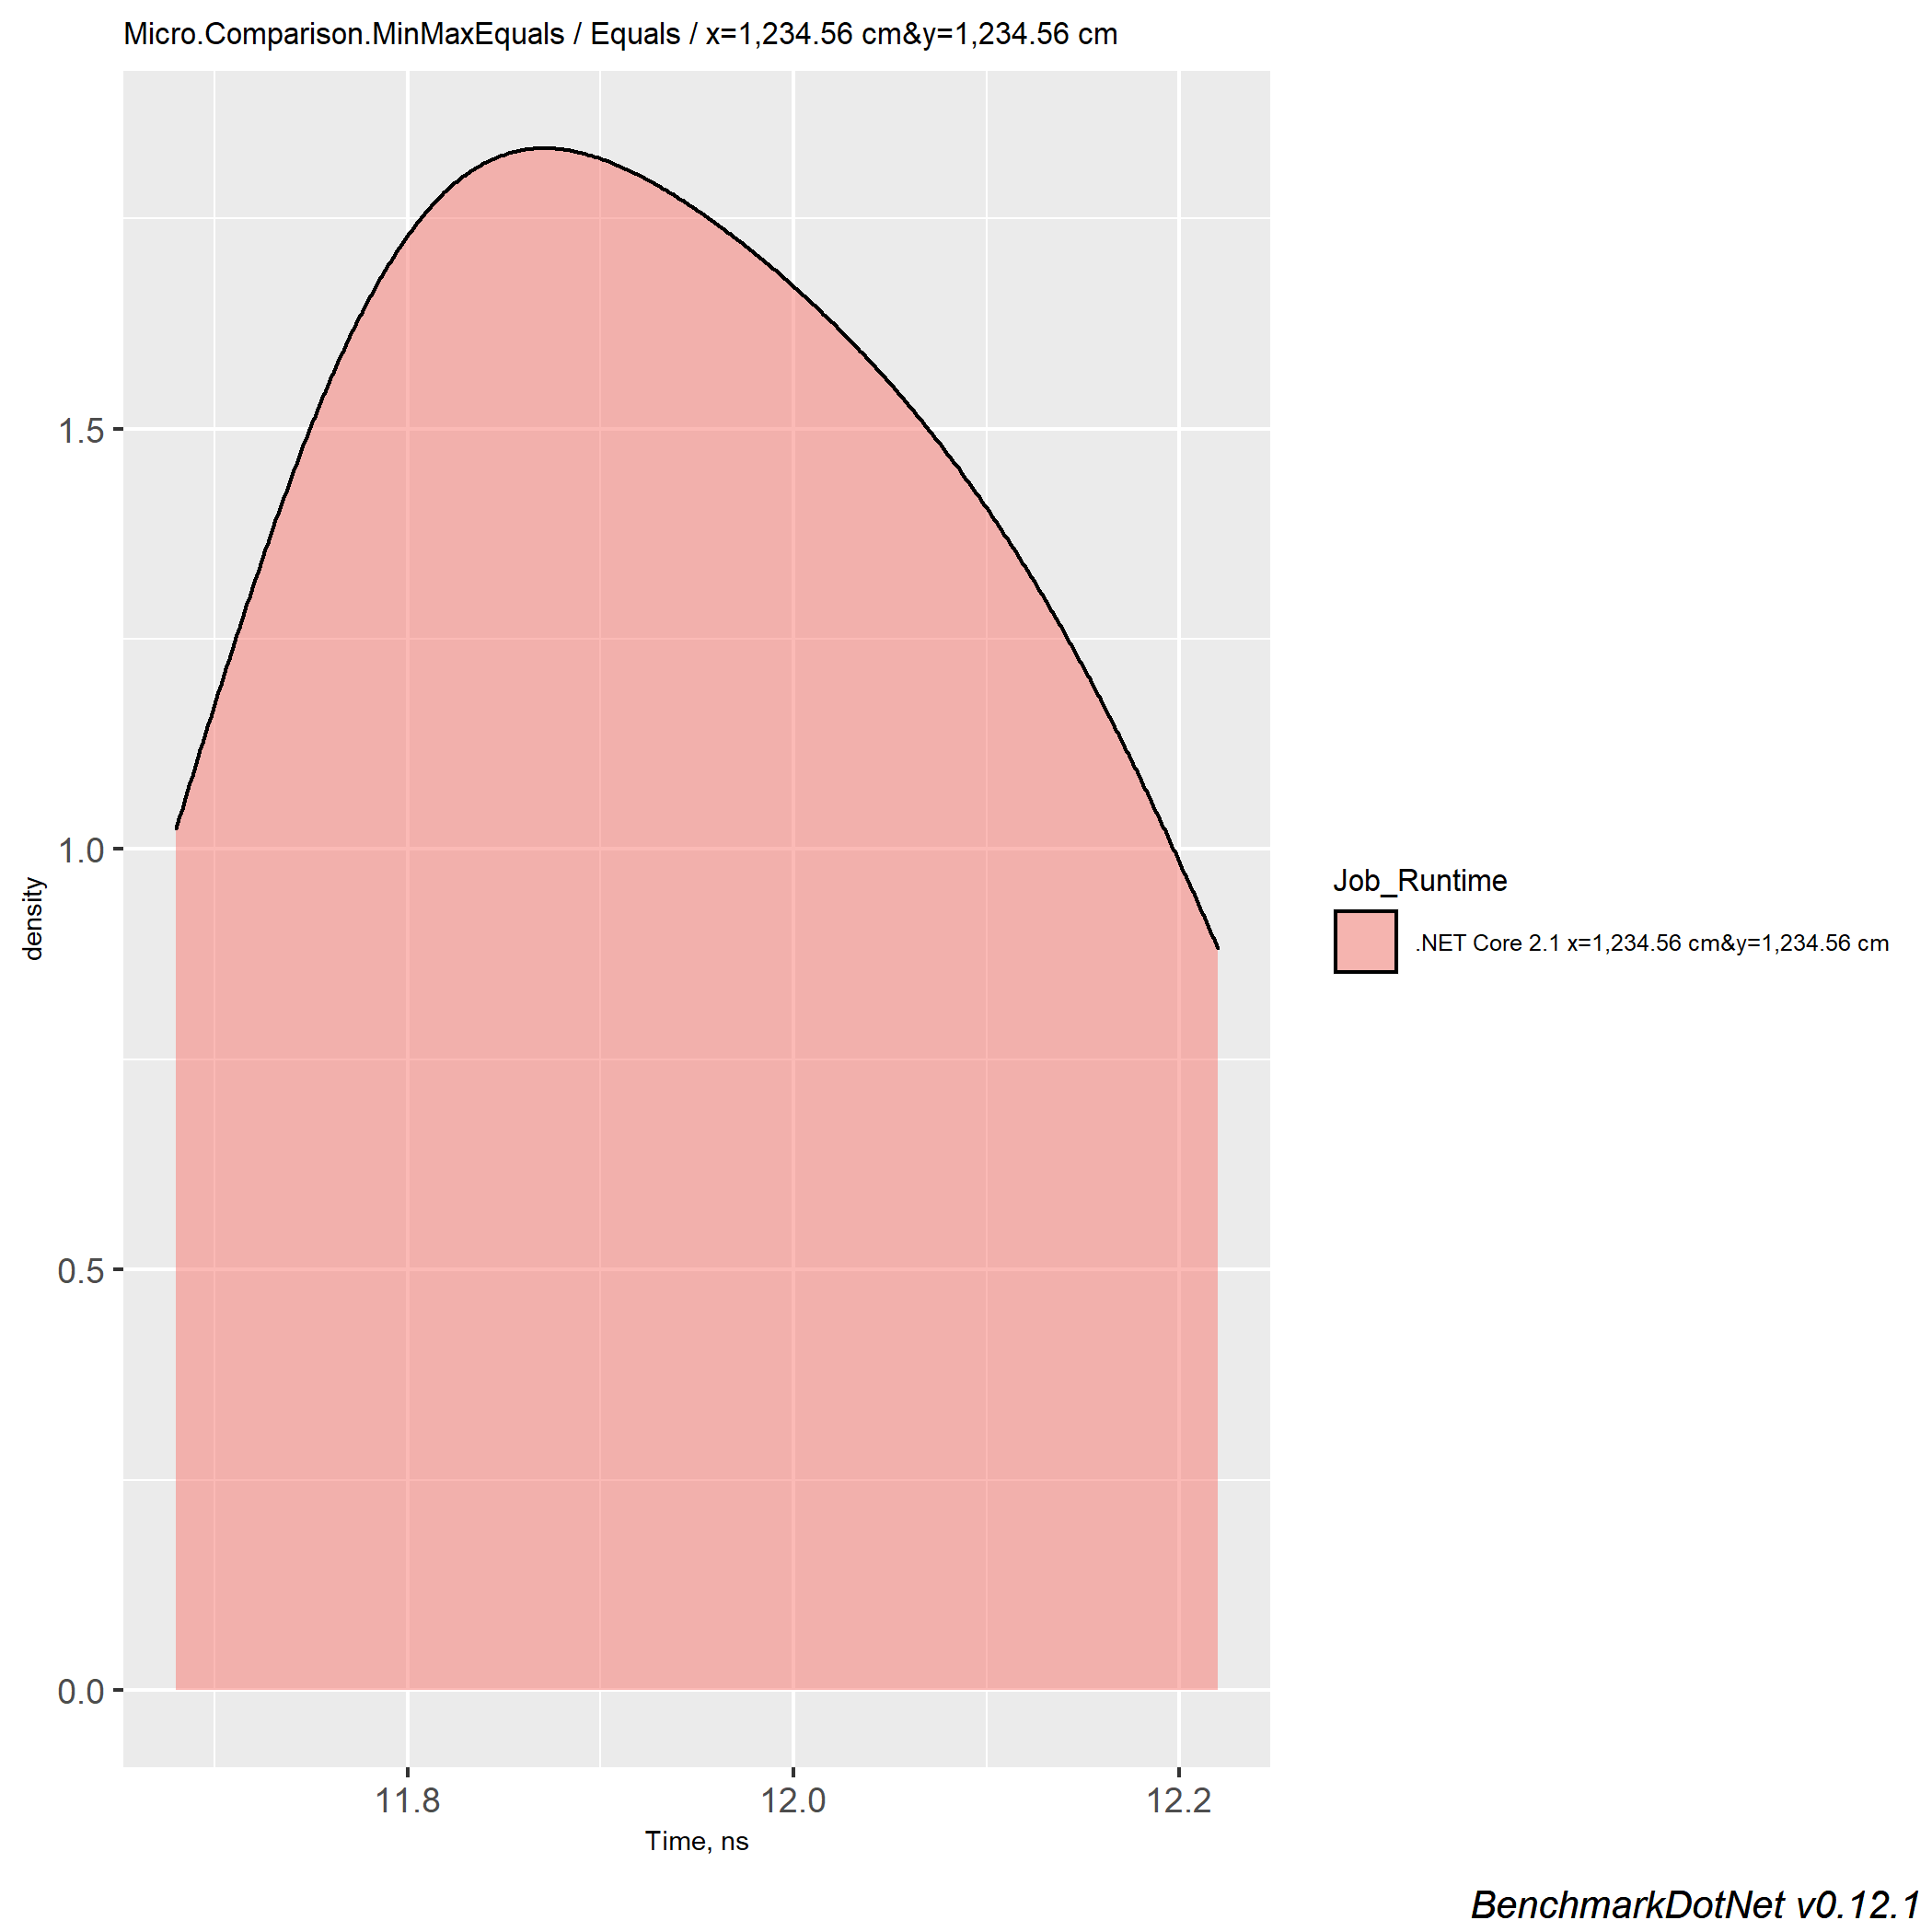 Micro.Comparison.MinMaxEquals / Equals / x=1,234.56 cm&y=1,234.56 cm
1.5
1.0
0.5
0.0
density
11.8 12.0 12.2
Time, ns
Job_Runtime
.NET Core 2.1 x=1,234.56 cm&y=1,234.56 cm
BenchmarkDotNet v0.12.1